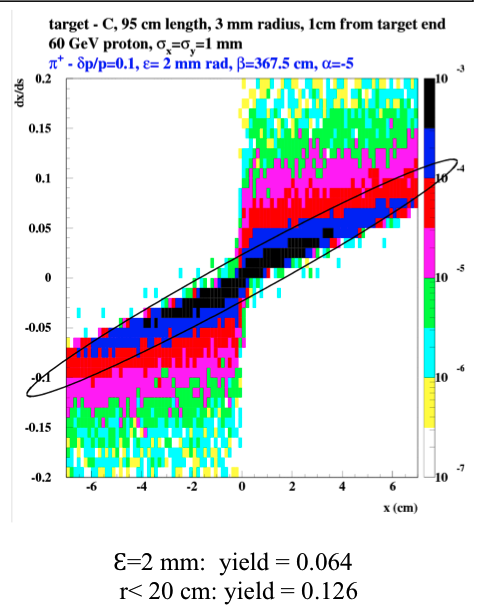 target - C, 95 cm length, 3 mm radius, 1cm from target end
60 GeV proton, σx=σy=1 mm
π+ - δp/p=0.1, ε= 2 mm rad, β=367.5 cm, α=-5
dx/ds
0.2
0.15
0.1
0.05
0
-0.05
-0.1
-0.15
-0.2
-6 -4 -2 0 2 4 6
x (cm)
10 -3
10 -4
10 -5
10 -6
10 -7
Ɛ=2 mm: yield = 0.064
r< 20 cm: yield = 0.126